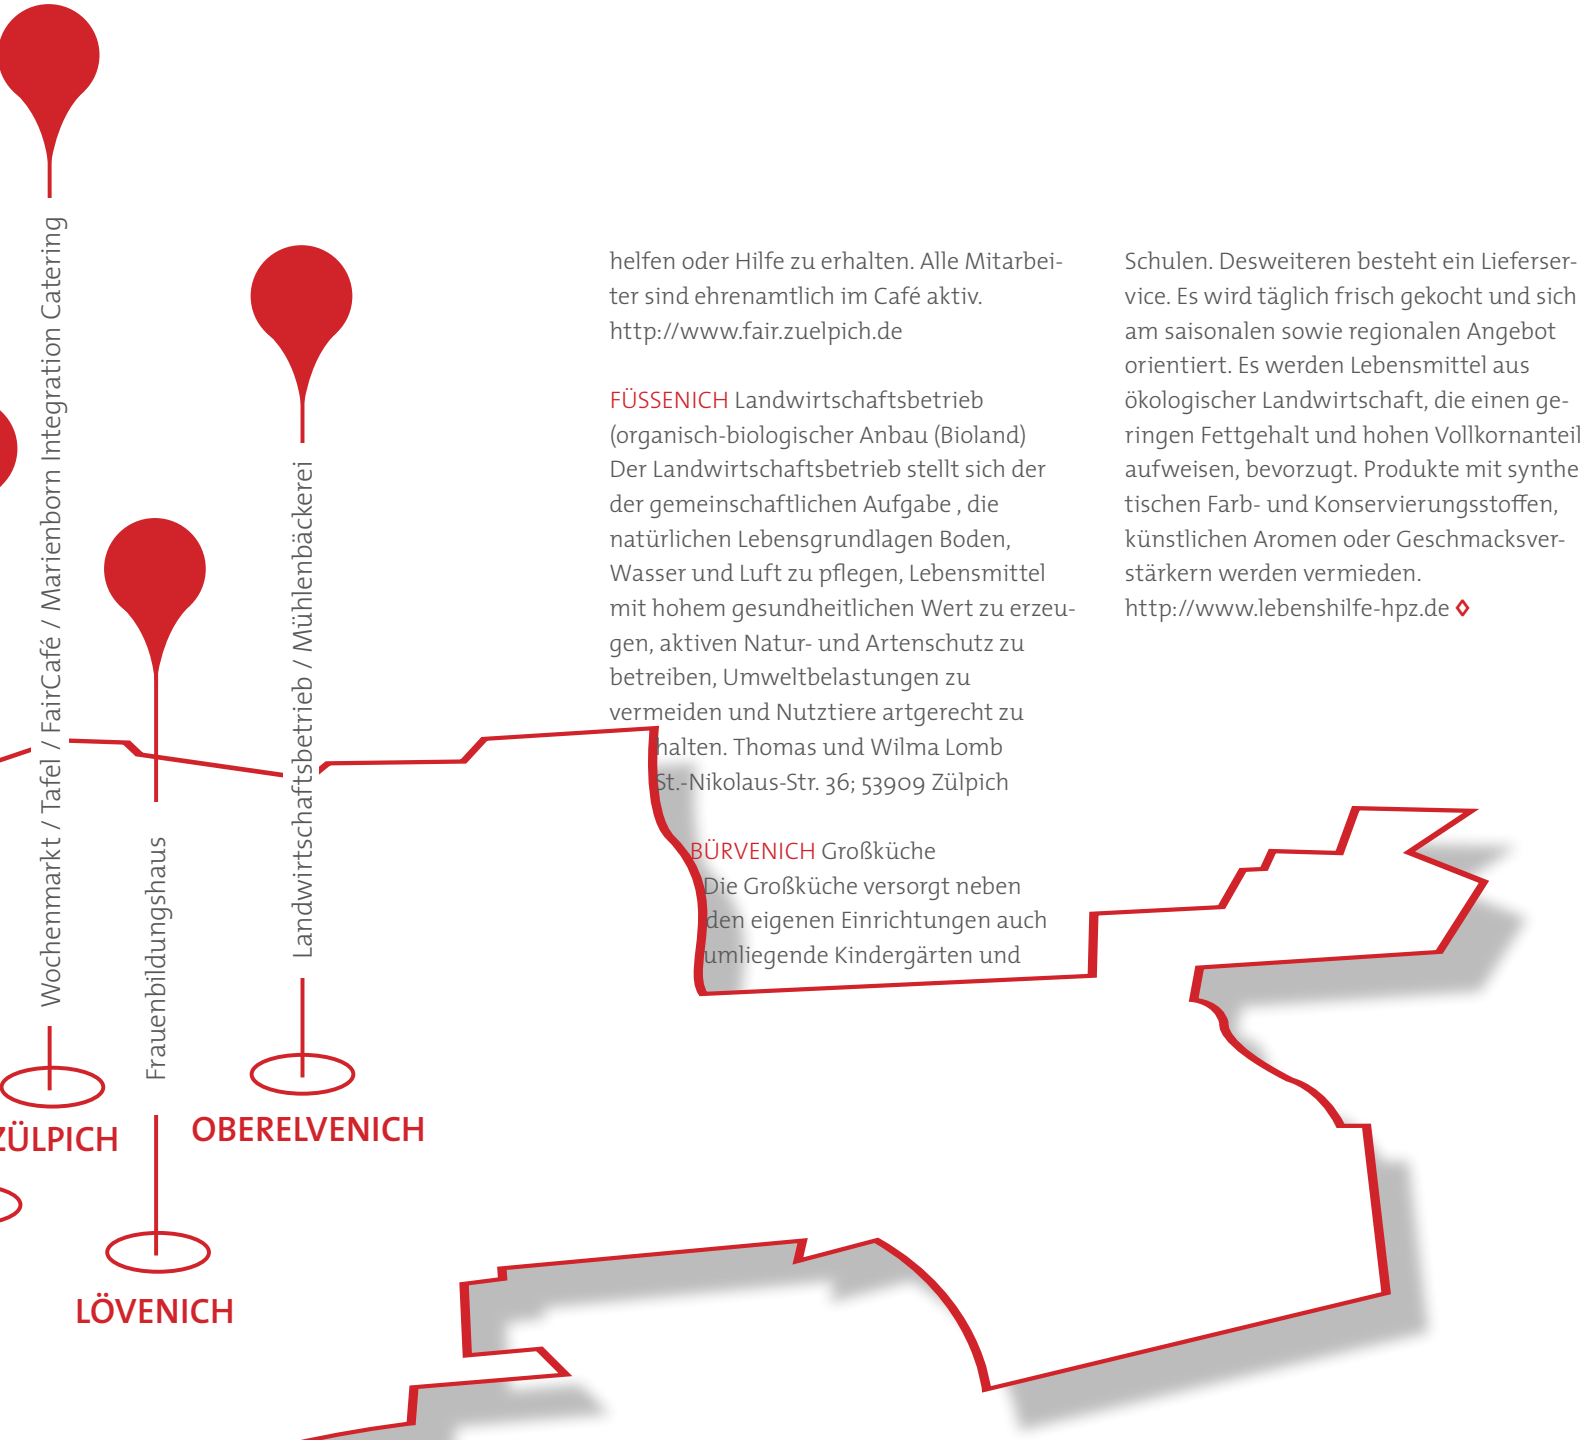 Wochenmarkt / Tafel / FairCafé / Marienborn Integration Catering
Frauenbildungshaus
Landwirtschaftsbetrieb / Mühlenbäckerei
ZÜLPICH
OBERELVENICH
LÖVENICH
helfen oder Hilfe zu erhalten. Alle Mitarbei-
ter sind ehrenamtlich im Café aktiv.
http://www.fair.zuelpich.de
FÜSSENICH Landwirtschaftsbetrieb
(organisch-biologischer Anbau (Bioland)
Der Landwirtschaftsbetrieb stellt sich der
der gemeinschaftlichen Aufgabe , die
natürlichen Lebensgrundlagen Boden,
Wasser und Luft zu pflegen, Lebensmittel
mit hohem gesundheitlichen Wert zu erzeu-
gen, aktiven Natur- und Artenschutz zu
betreiben, Umweltbelastungen zu
vermeiden und Nutztiere artgerecht zu
halten. Thomas und Wilma Lomb
St.-Nikolaus-Str. 36; 53909 Zülpich
BÜRVENICH Großküche
Die Großküche versorgt neben
den eigenen Einrichtungen auch
umliegende Kindergärten und
Schulen. Desweiteren besteht ein Lieferser-
vice. Es wird täglich frisch gekocht und sich
am saisonalen sowie regionalen Angebot
orientiert. Es werden Lebensmittel aus
ökologischer Landwirtschaft, die einen ge-
ringen Fettgehalt und hohen Vollkornanteil
aufweisen, bevorzugt. Produkte mit synthe
tischen Farb- und Konservierungsstoffen,
künstlichen Aromen oder Geschmacksver-
stärkern werden vermieden.
http://www.lebenshilfe-hpz.de